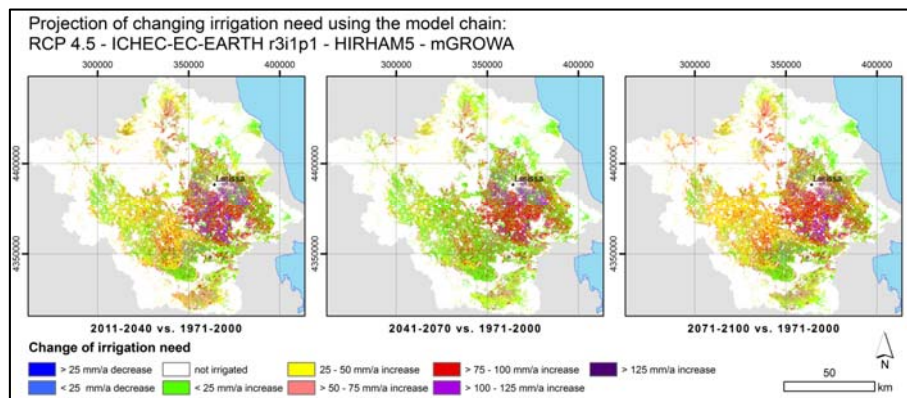 Projection of changing irrigation need using the model chain:
RCP 4.5 - ICHEC-EC-EARTH r3i1p1 - HIRHAM5 - mGROWA
300000 350000 400000 300000 350000 400000 300000 350000 400000
4400000 4400000 4400000
Larissa Larissa Larissa
4350000 4350000 4350000
2011-2040 vs. 1971-2000 2041-2070 vs. 1971-2000 2071-2100 vs. 1971-2000
Change of irrigation need
> 25 mm/a decrease not irrigated 25 - 50 mm/a increase > 75 - 100 mm/a increase > 125 mm/a increase
< 25 mm/a decrease < 25 mm/a increase > 50 - 75 mm/a increase > 100 - 125 mm/a increase
N
50
km